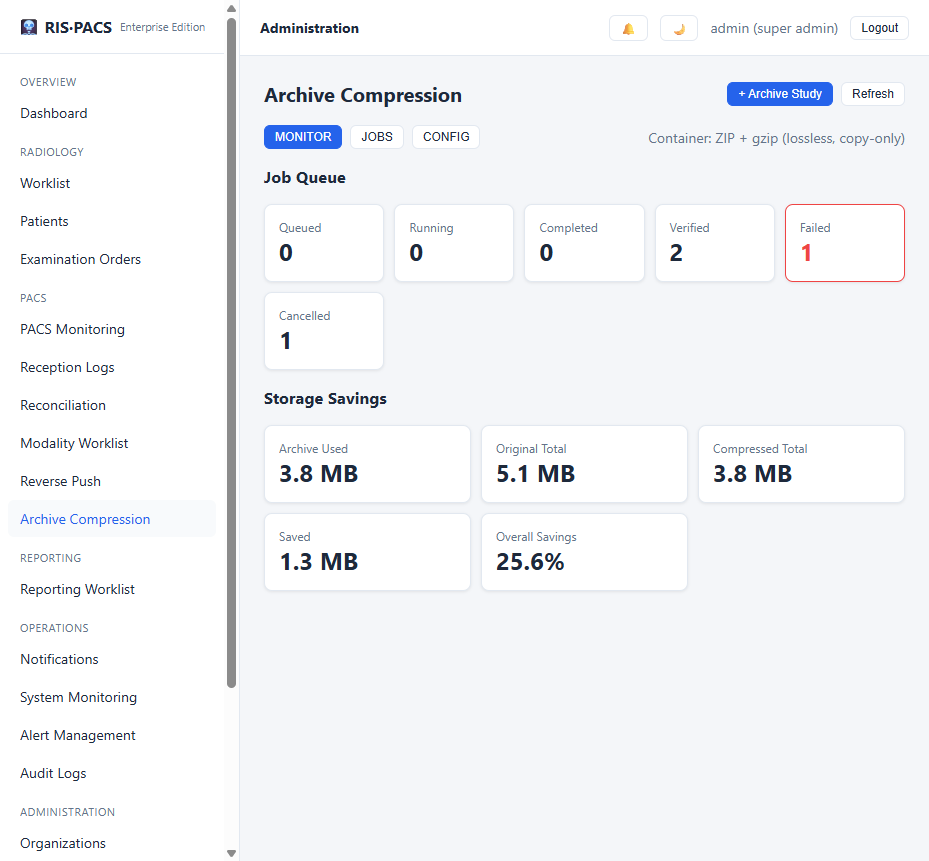 RIS·PACS Enterprise Edition
OVERVIEW
Dashboard
RADIOLOGY
Worklist
Patients
Examination Orders
PACS
PACS Monitoring
Reception Logs
Reconciliation
Modality Worklist
Reverse Push
Archive Compression
REPORTING
Reporting Worklist
OPERATIONS
Notifications
System Monitoring
Alert Management
Audit Logs
ADMINISTRATION
Organizations
Administration
admin (super admin)
Logout
Archive Compression
+ Archive Study
Refresh
MONITOR
JOBS
CONFIG
Container: ZIP + gzip (lossless, copy-only)
Job Queue
Queued
0
Running
0
Completed
0
Verified
2
Failed
1
Cancelled
1
Storage Savings
Archive Used
3.8 MB
Original Total
5.1 MB
Compressed Total
3.8 MB
Saved
1.3 MB
Overall Savings
25.6%